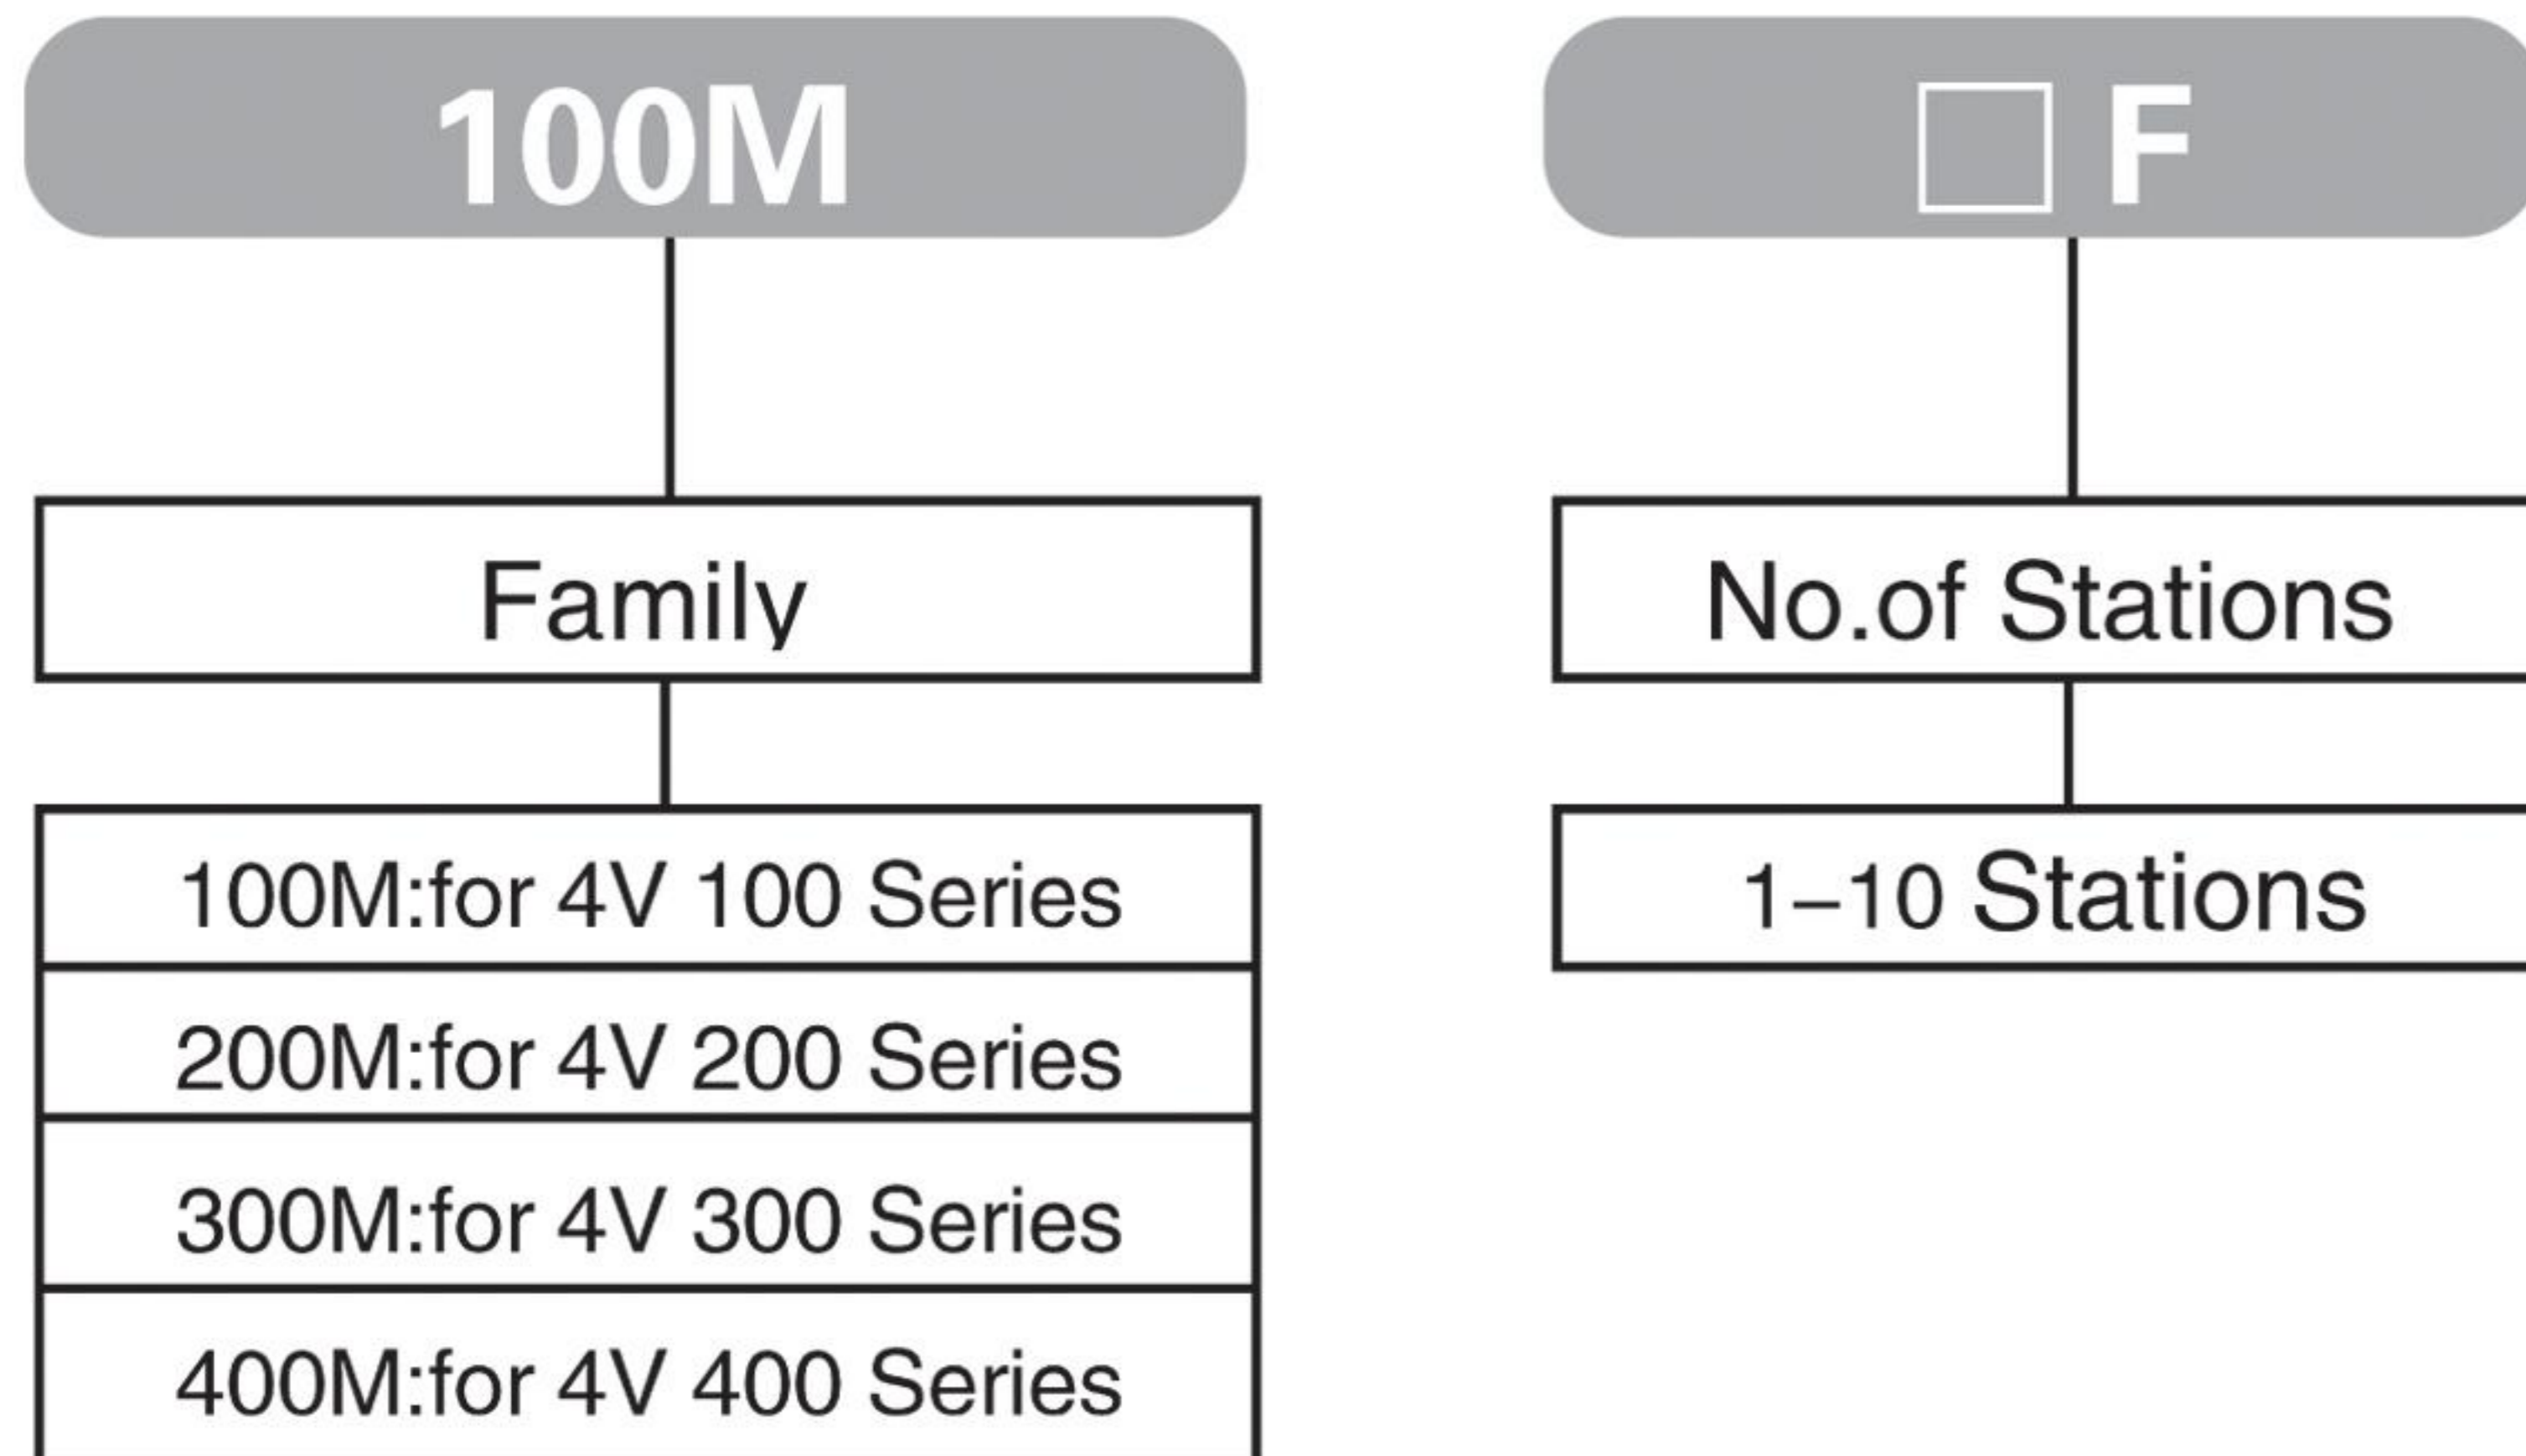 100M
□ F
Family
No.of Stations
100M:for 4V 100 Series
1–10 Stations
200M:for 4V 200 Series
300M:for 4V 300 Series
400M:for 4V 400 Series